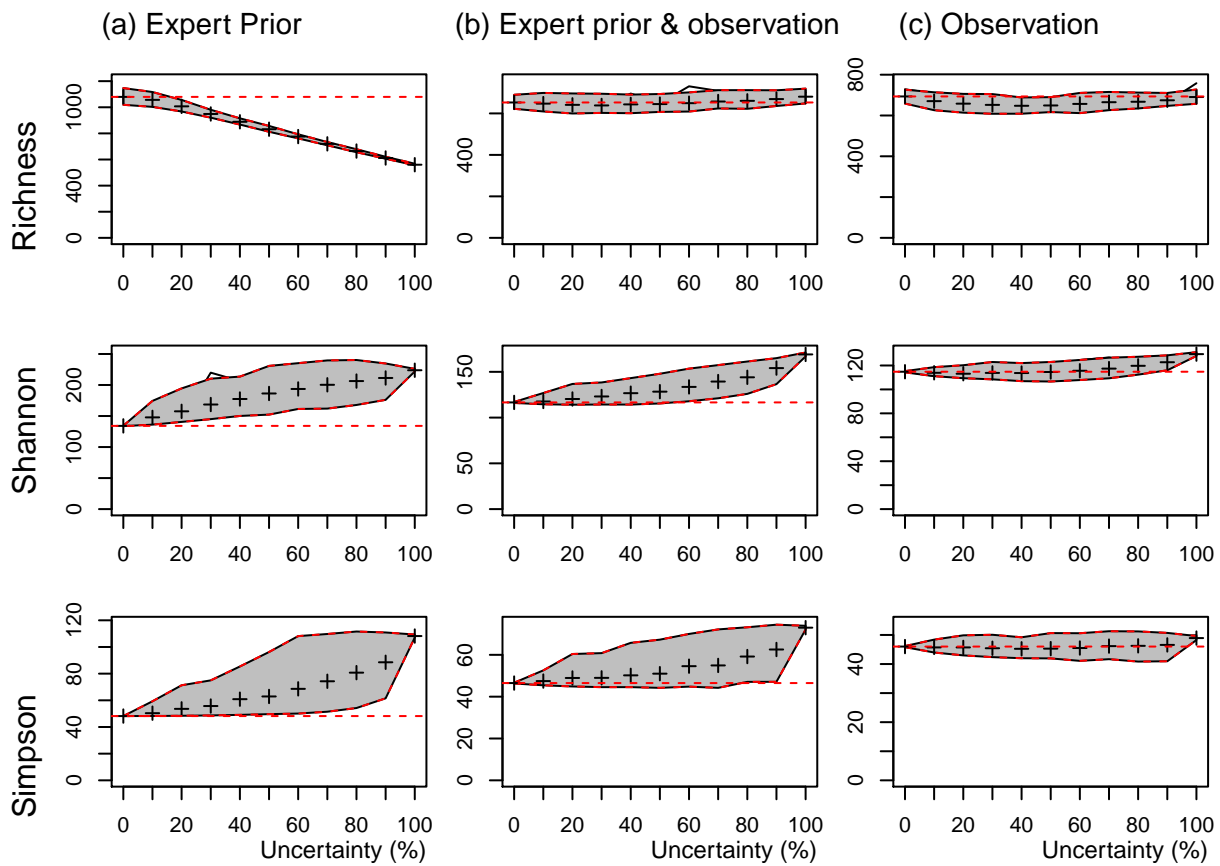 (a) Expert Prior (b) Expert prior & observation (c) Observation
Richness
0 400 1000
0 20 40 60 80 100
0 400
0 20 40 60 80 100
0 400 800
0 20 40 60 80 100
Shannon
0 100 200
0 20 40 60 80 100
0 50 150
0 20 40 60 80 100
0 40 80 120
0 20 40 60 80 100
Simpson
0 40 80 120
0 20 40 60 80 100
Uncertainty (%)
0 20 40 60
0 20 40 60 80 100
Uncertainty (%)
0 20 40
0 20 40 60 80 100
Uncertainty (%)